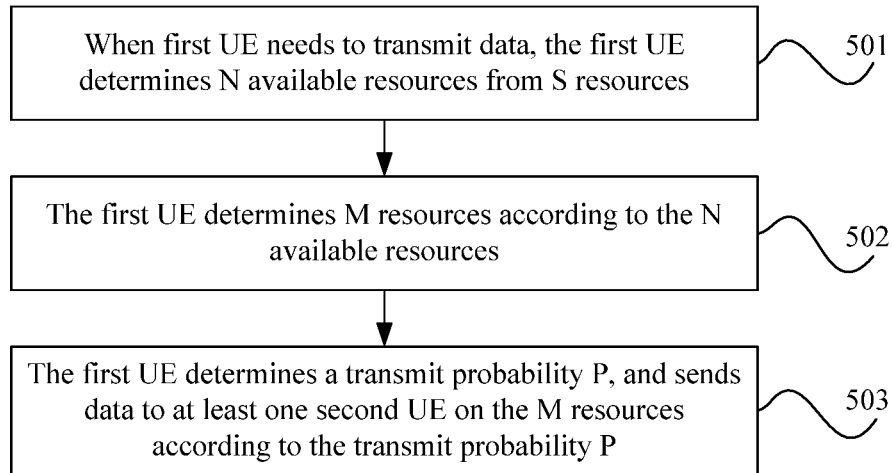 When first UE needs to transmit data, the first UE
determines N available resources from S resources
501
The first UE determines M resources according to the N
available resources
502
The first UE determines a transmit probability P, and sends
data to at least one second UE on the M resources
according to the transmit probability P
503